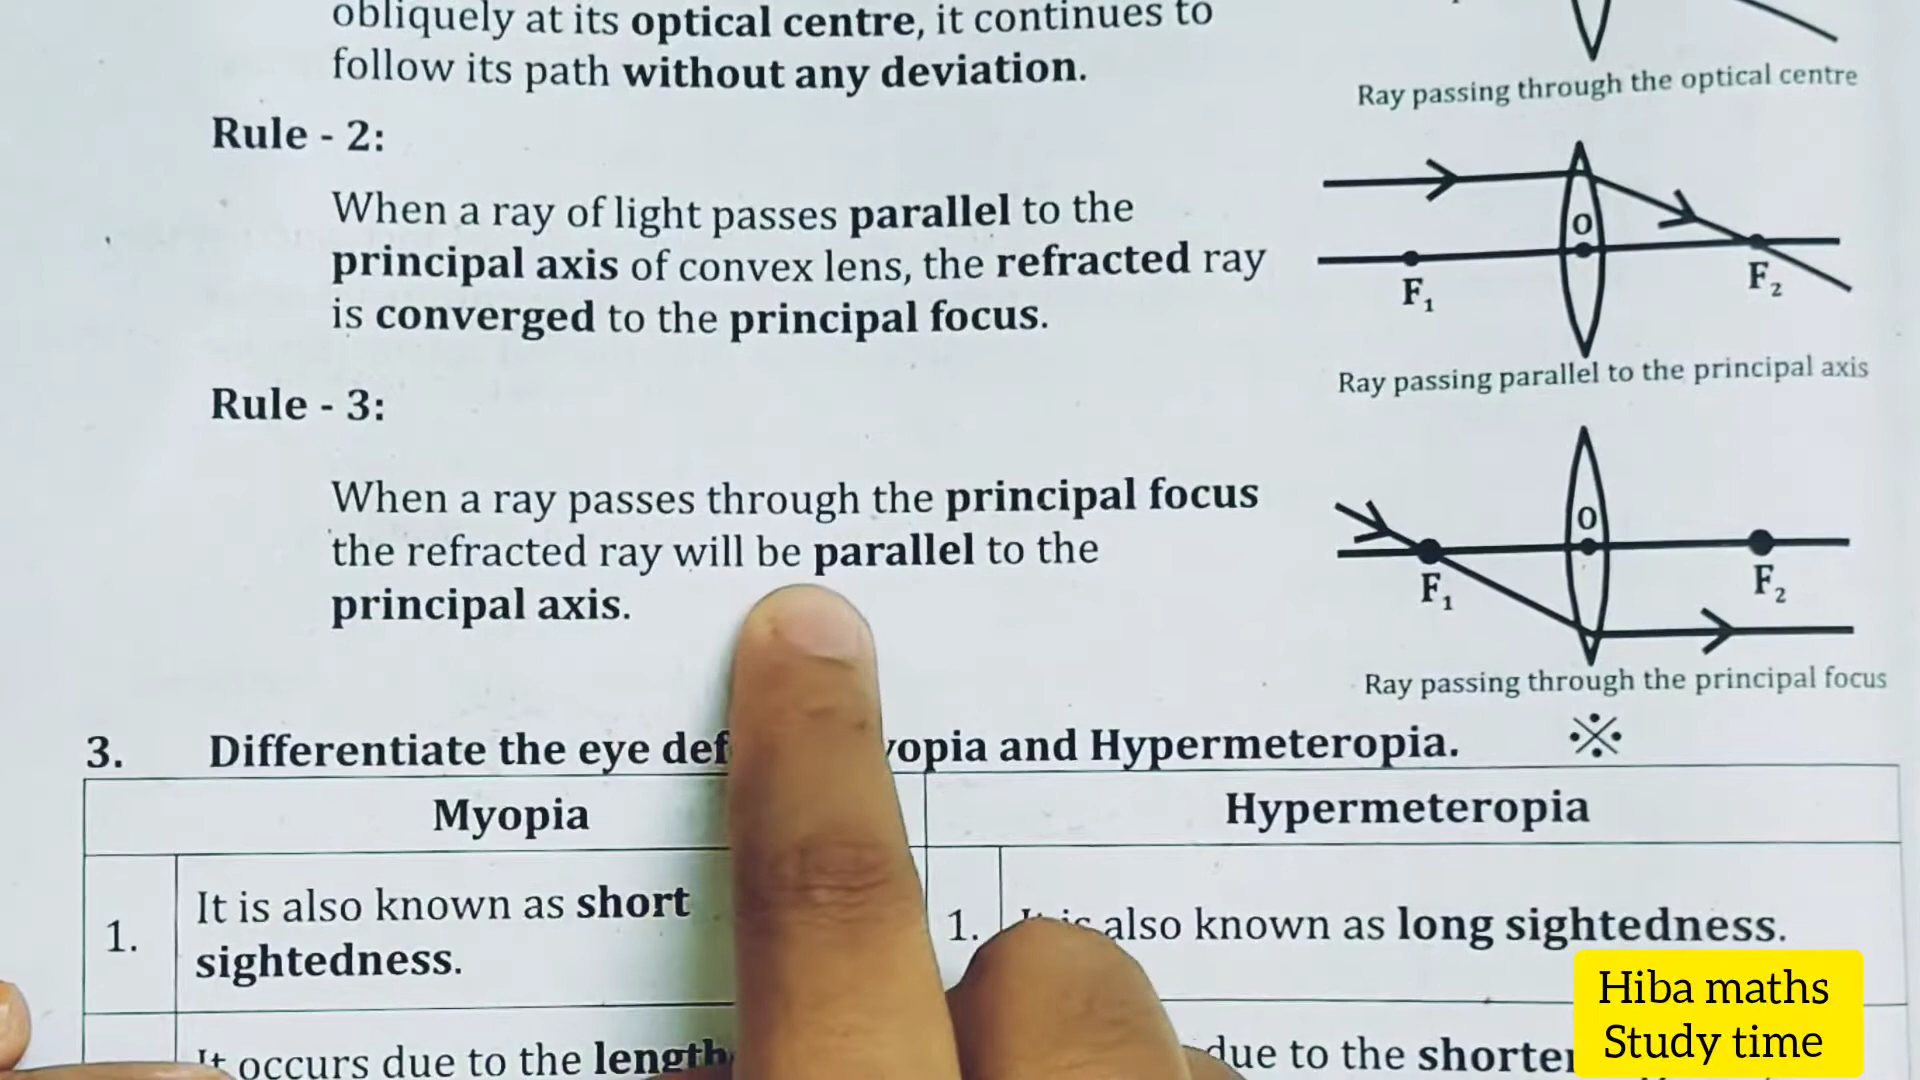 obliquely at its optical centre, it continues to
follow its path without any deviation.
Ray passing through the optical centre
Rule - 2:
When a ray of light passes parallel to the
principal axis of convex lens, the refracted ray
is converged to the principal focus.
O
F₁
F₂
Ray passing parallel to the principal axis
Rule - 3:
When a ray passes through the principal focus
the refracted ray will be parallel to the
principal axis.
O
F₁
F₂
Ray passing through the principal focus
3. Differentiate the eye and Hypermeteropia. ※
Myopia
Hypermeteropia
1. It is also known as short
sightedness.
1. also known as long sightedness.
It occurs due to the
due to the
Hiba maths
Study time